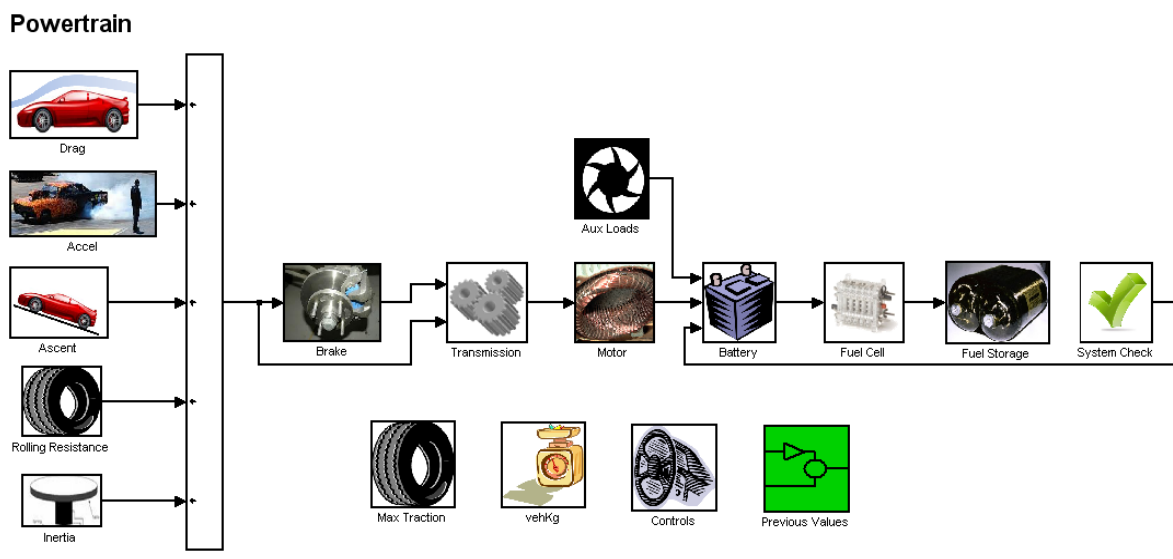 Powertrain
Drag
Accel
Ascent
Rolling Resistance
Inertia
Brake
Transmission
Aux Loads
Motor
Battery
Fuel Cell
Fuel Storage
System Check
Max Traction
vehKg
Controls
Previous Values